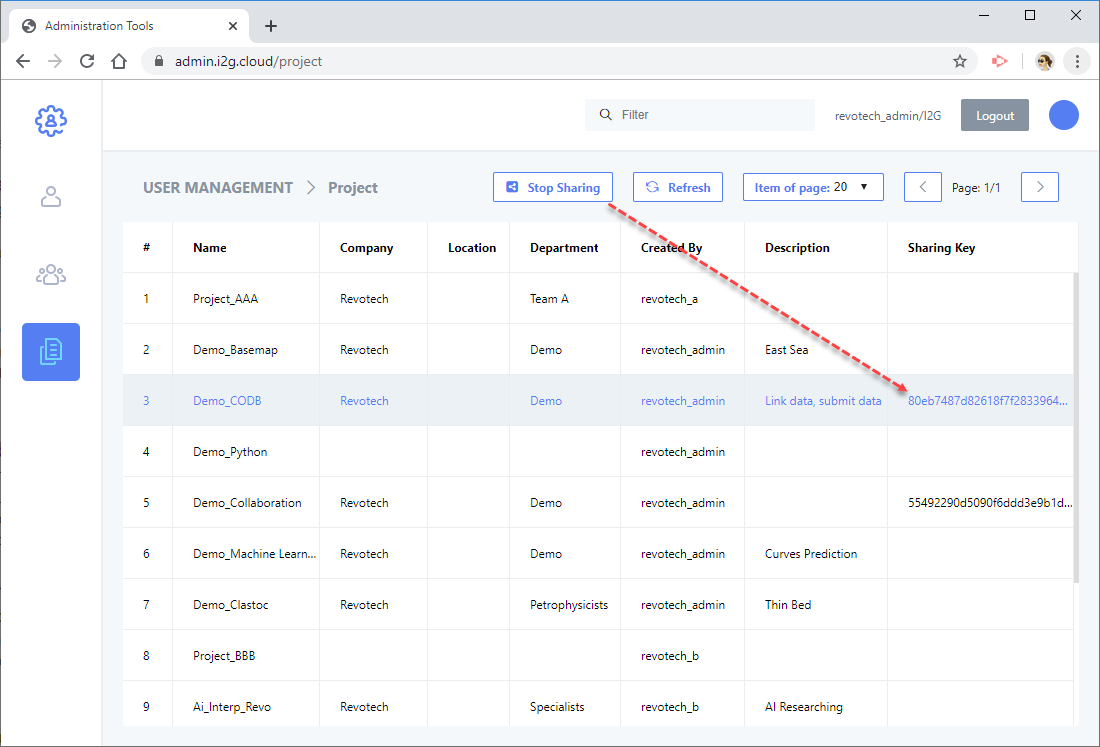 Administration Tools
admin.i2g.cloud/project
Filter
revotech_admin/I2G
Logout
USER MANAGEMENT > Project
Stop Sharing
Refresh
Item of page: 20
Page: 1/1
# Name Company Location Department Created By Description Sharing Key
1 Project_AAA Revotech Team A revotech_a
2 Demo_Basemap Revotech Demo revotech_admin East Sea
3 Demo_CODB Revotech Demo revotech_admin Link data, submit data 80eb7487d82618f7f2833964...
4 Demo_Python revotech_admin
5 Demo_Collaboration Revotech Demo revotech_admin 55492290d5090f6ddd3e9b1d...
6 Demo_Machine Learn... Revotech Demo revotech_admin Curves Prediction
7 Demo_Clastoc Revotech Petrophysicists revotech_admin Thin Bed
8 Project_BBB revotech_b
9 Ai_Interp_Revo Revotech Specialists revotech_b AI Researching